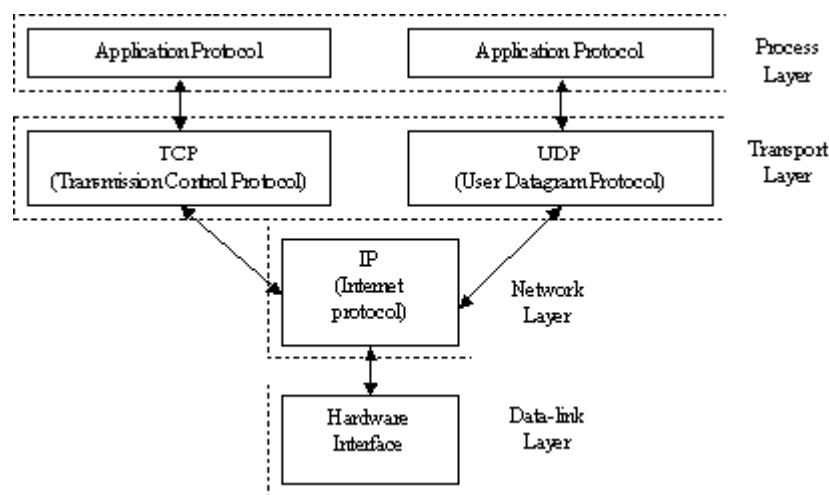 Application Protocol
Application Protocol
Process
Layer
TCP
(Transmission Control Protocol)
UDP
(User Datagram Protocol)
Transport
Layer
IP
(Internet
protocol)
Network
Layer
Hardware
Interface
Data-link
Layer